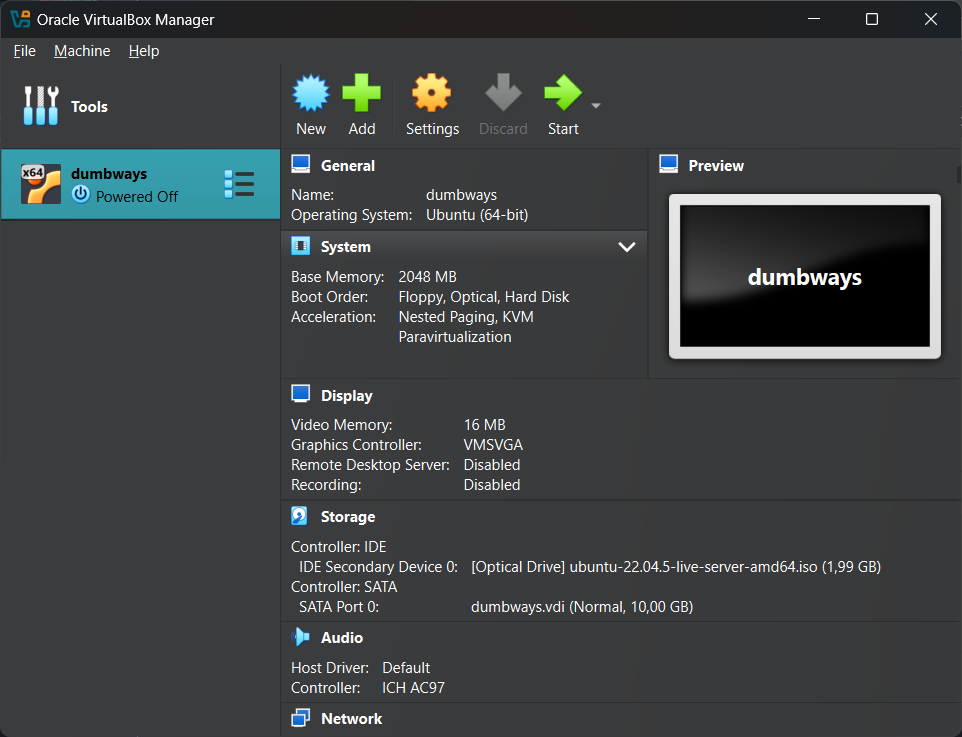 Oracle VirtualBox Manager
File Machine Help
Tools
New Add Settings Discard Start
x64
dumbways
Powered Off
General
Name: dumbways
Operating System: Ubuntu (64-bit)
System
Base Memory: 2048 MB
Boot Order: Floppy, Optical, Hard Disk
Acceleration: Nested Paging, KVM
Paravirtualization
Preview
dumbways
Display
Video Memory: 16 MB
Graphics Controller: VMSVGA
Remote Desktop Server: Disabled
Recording: Disabled
Storage
Controller: IDE
IDE Secondary Device 0: [Optical Drive] ubuntu-22.04.5-live-server-amd64.iso (1,99 GB)
Controller: SATA
SATA Port 0: dumbways.vdi (Normal, 10,00 GB)
Audio
Host Driver: Default
Controller: ICH AC97
Network